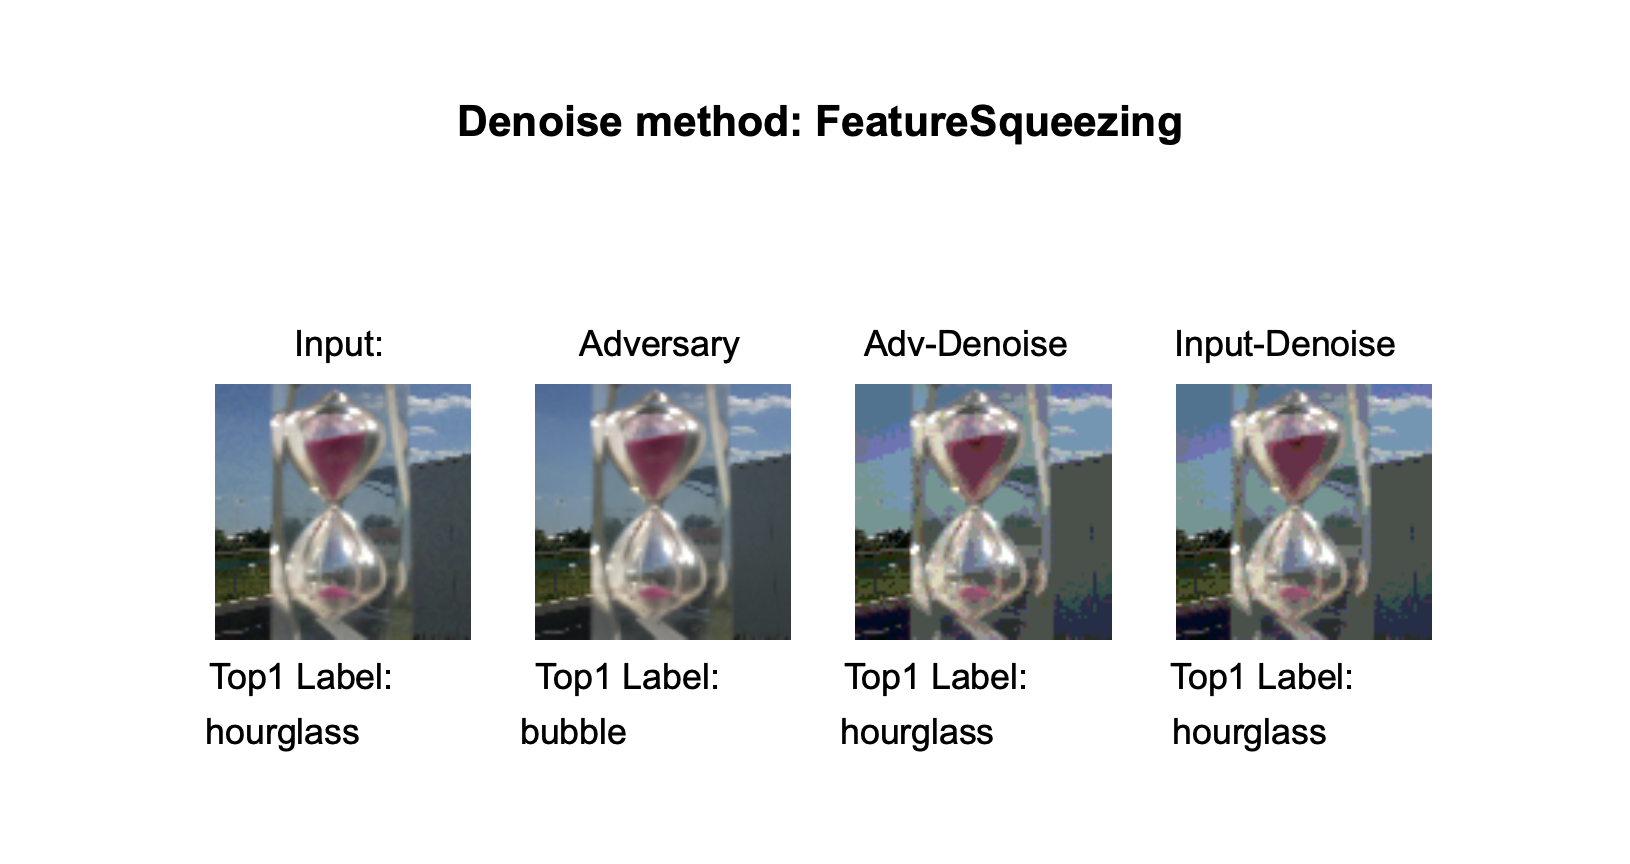 Denoise method: FeatureSqueezing
Input:
Adversary
Adv-Denoise
Input-Denoise
Top1 Label:
hourglass
Top1 Label:
bubble
Top1 Label:
hourglass
Top1 Label:
hourglass